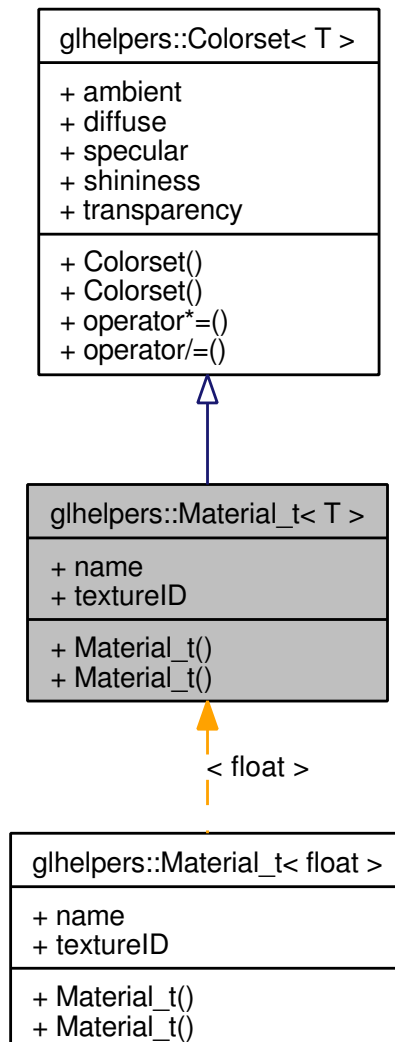 glhelpers::Colorset< T >
+ ambient
+ diffuse
+ specular
+ shininess
+ transparency
+ Colorset()
+ Colorset()
+ operator*=()
+ operator/=()
glhelpers::Material_t< T >
+ name
+ textureID
+ Material_t()
+ Material_t()
< float >
glhelpers::Material_t< float >
+ name
+ textureID
+ Material_t()
+ Material_t()